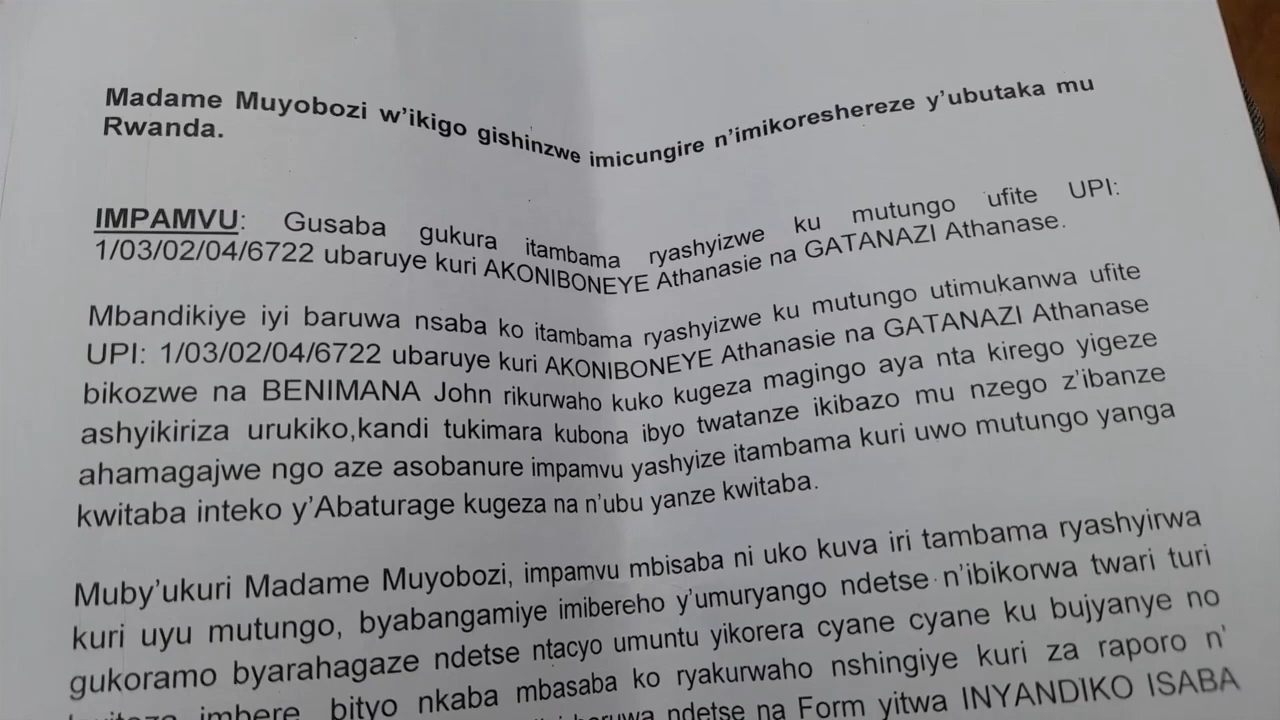 Madame Muyobozi w'ikigo gishinzwe imicungire n'imikoreshereze y'ubutaka mu
Rwanda.
IMPAMVU: Gusaba gukura itambama ryashyizwe ku mutungo ufite UPI:
1/03/02/04/6722 ubaruye kuri AKONIBONEYE Athanasie na GATANAZI Athanase.
Mbandikiye iyi baruwa nsaba ko itambama ryashyizwe ku mutungo utimukanwa ufite
UPI: 1/03/02/04/6722 ubaruye kuri AKONIBONEYE Athanasie na GATANAZI Athanase
bikozwe na BENIMANA John rikurwaho kuko kugeza magingo aya nta kirego yigeze
ashyikiriza urukiko,kandi tukimara kubona ibyo twatanze ikibazo mu nzego z'ibanze
ahamagajwe ngo aze asobanure impamvu yashyize itambama kuri uwo mutungo yanga
kwitaba inteko y'Abaturage kugeza na n'ubu yanze kwitaba.
Muby'ukuri Madame Muyobozi, impamvu mbisaba ni uko kuva iri tambama ryashyirwa
kuri uyu mutungo, byabangamiye imibereho y'umuryango ndetse n'ibikorwa twari turi
gukoramo byarahagaze ndetse ntacyo umuntu yikorera cyane cyane ku bujyanye no
imbere, bityo nkaba mbasaba ko ryakurwaho nshingiye kuri za raporo n'
baruwa ndetse na Form yitwa INYANDIKO ISABA